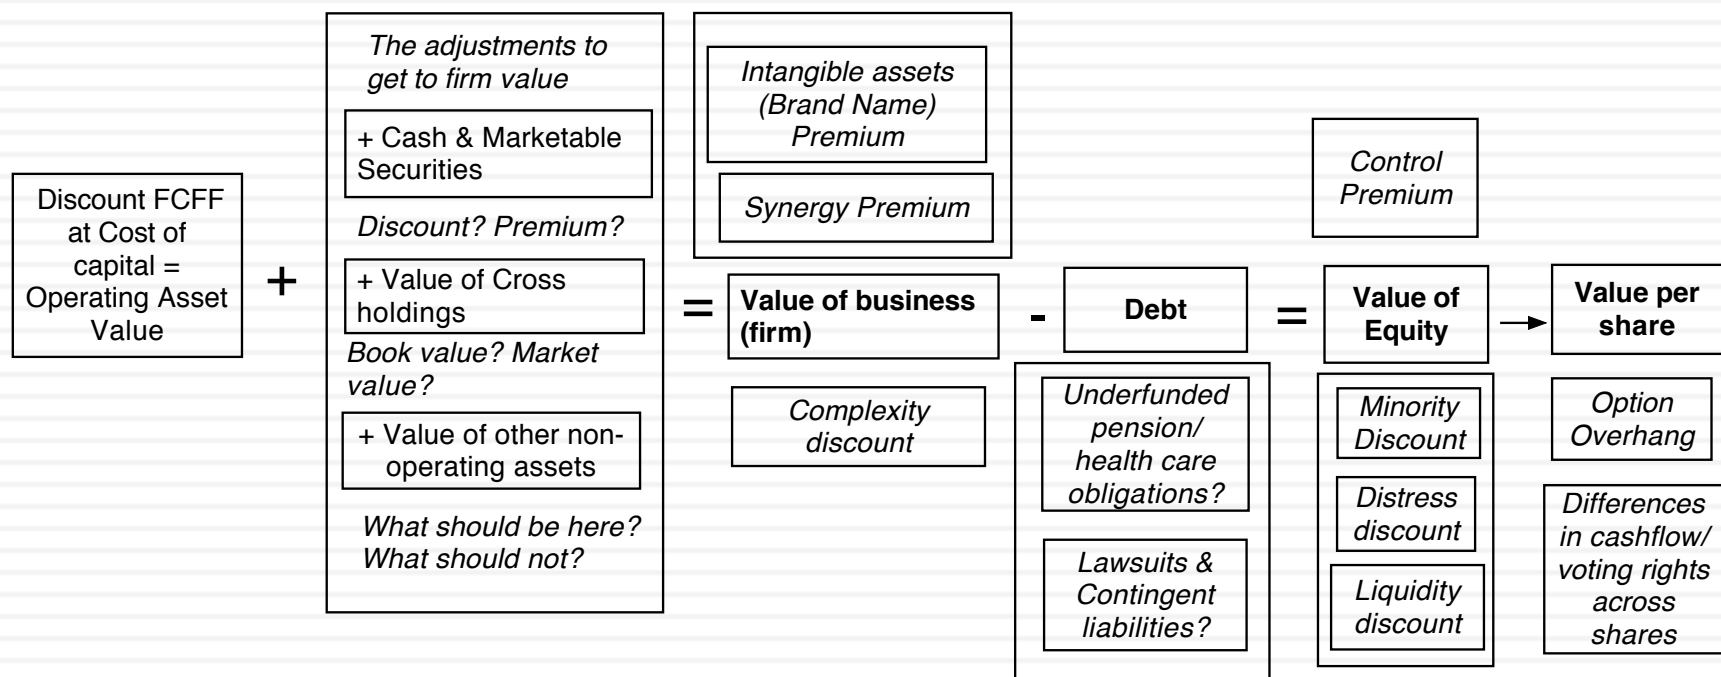 Discount FCFF
at Cost of
capital =
Operating Asset
Value
+
The adjustments to
get to firm value
+ Cash & Marketable
Securities
Discount? Premium?
+ Value of Cross
holdings
Book value? Market
value?
+ Value of other non-
operating assets
What should be here?
What should not?
=
Intangible assets
(Brand Name)
Premium
Synergy Premium
Value of business
(firm)
Complexity
discount
-
Debt
Underfunded
pension/
health care
obligations?
Lawsuits &
Contingent
liabilities?
=
Control
Premium
Value of
Equity
Minority
Discount
Distress
discount
Liquidity
discount
Value per
share
Option
Overhang
Differences
in cashflow/
voting rights
across
shares